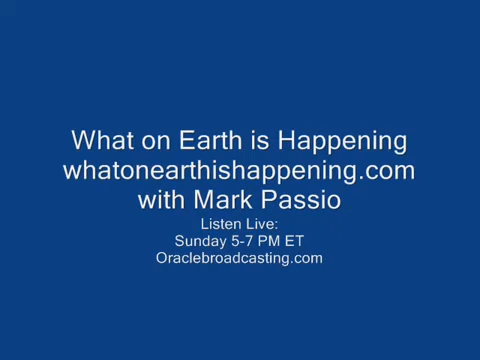 What on Earth is Happening
whatonearthishappening.com
with Mark Passio
Listen Live:
Sunday 5-7 PM ET
Oraclebroadcasting.com